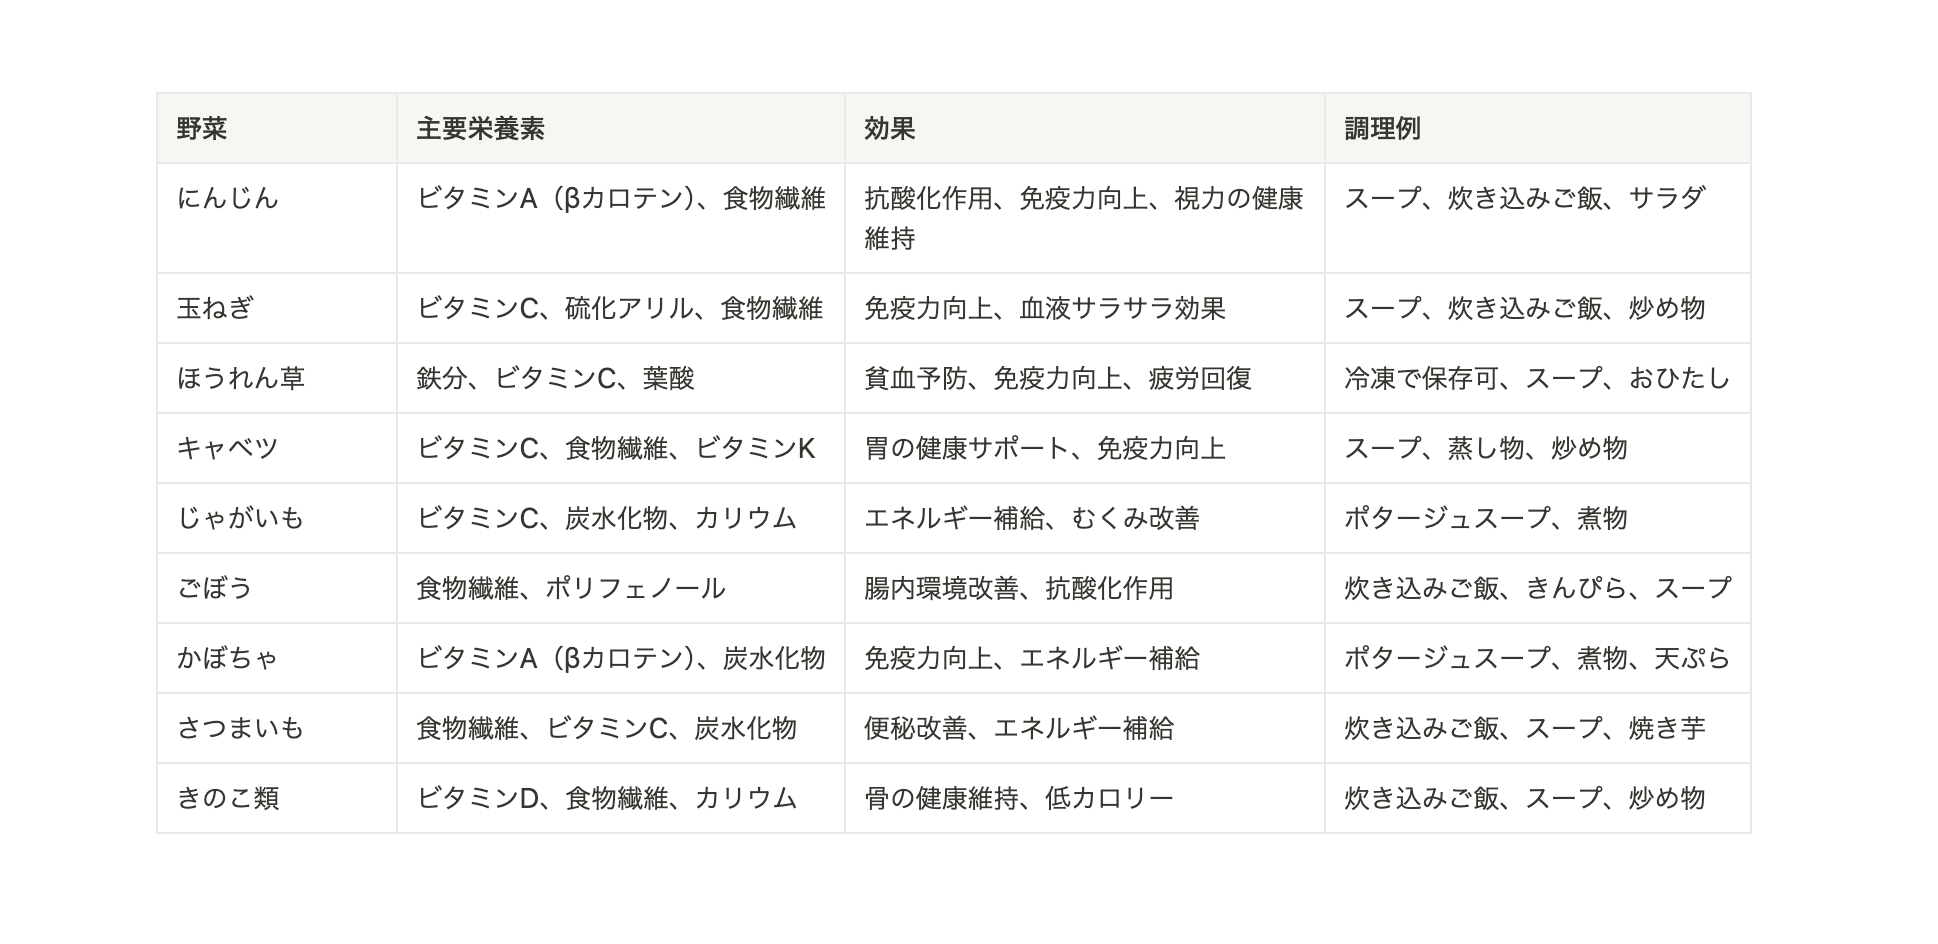 野菜 主要栄養素 効果 調理例
にんじん ビタミンA（βカロテン）、食物繊維 抗酸化作用、免疫力向上、視力の健康 スープ、炊き込みご飯、サラダ
維持
玉ねぎ ビタミンC、硫化アリル、食物繊維 免疫力向上、血液サラサラ効果 スープ、炊き込みご飯、炒め物
ほうれん草 鉄分、ビタミンC、葉酸 貧血予防、免疫力向上、疲労回復 冷凍で保存可、スープ、おひたし
キャベツ ビタミンC、食物繊維、ビタミンK 胃の健康サポート、免疫力向上 スープ、蒸し物、炒め物
じゃがいも ビタミンC、炭水化物、カリウム エネルギー補給、むくみ改善 ポタージュスープ、煮物
ごぼう 食物繊維、ポリフェノール 腸内環境改善、抗酸化作用 炊き込みご飯、きんぴら、スープ
かぼちゃ ビタミンA（βカロテン）、炭水化物 免疫力向上、エネルギー補給 ポタージュスープ、煮物、天ぷら
さつまいも 食物繊維、ビタミンC、炭水化物 便秘改善、エネルギー補給 炊き込みご飯、スープ、焼き芋
きのこ類 ビタミンD、食物繊維、カリウム 骨の健康維持、低カロリー 炊き込みご飯、スープ、炒め物